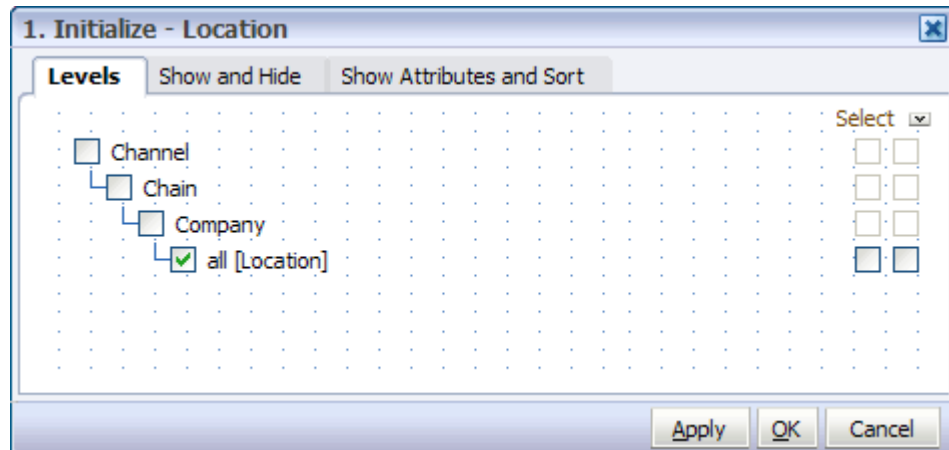 1. Initialize - Location
Levels Show and Hide Show Attributes and Sort
Select
Channel
Chain
Company
all [Location]
Apply OK Cancel